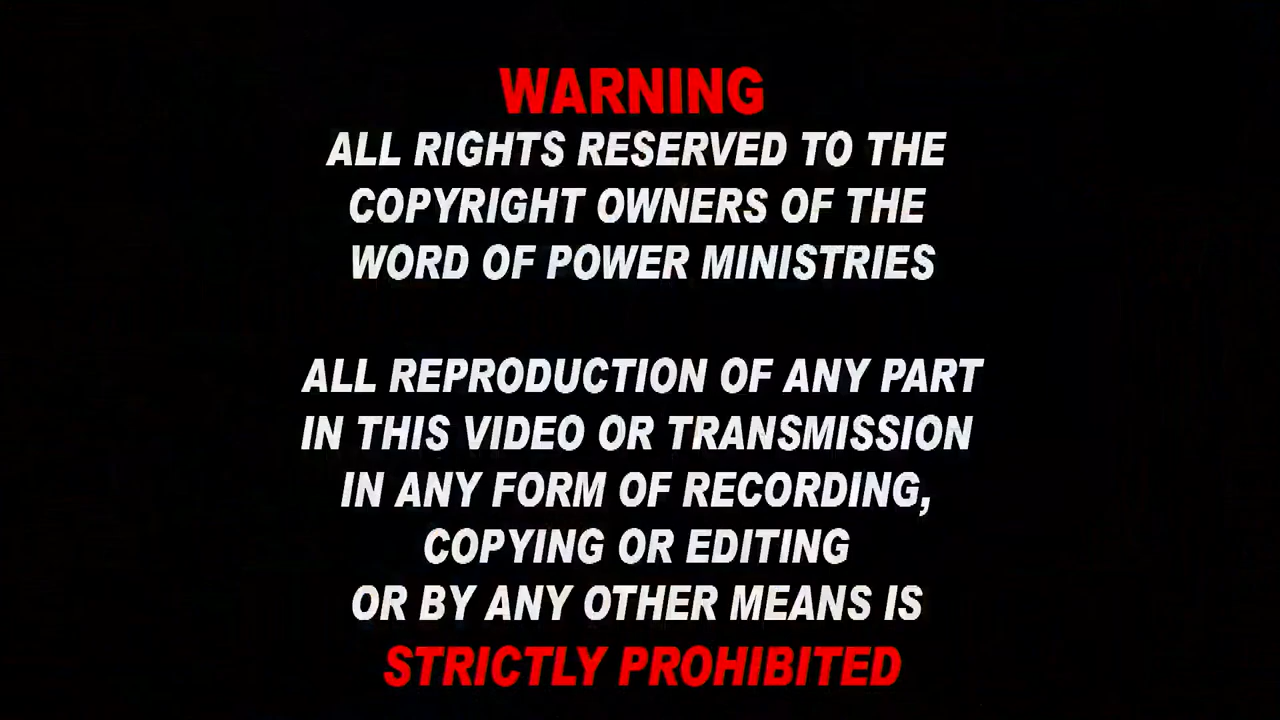 WARNING
ALL RIGHTS RESERVED TO THE
COPYRIGHT OWNERS OF THE
WORD OF POWER MINISTRIES
ALL REPRODUCTION OF ANY PART
IN THIS VIDEO OR TRANSMISSION
IN ANY FORM OF RECORDING,
COPYING OR EDITING
OR BY ANY OTHER MEANS IS
STRICTLY PROHIBITED